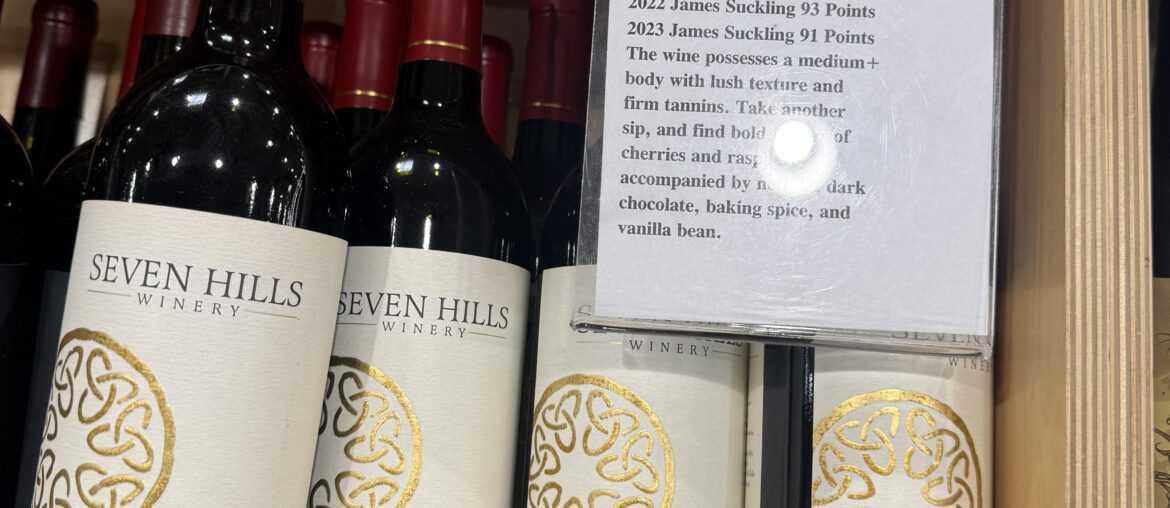 2022 James Suckling 93 Points
2023 James Suckling 91 Points
The wine possesses a medium+
body with lush texture and
firm tannins. Take another
sip, and find bold of
cherries and
accompanied by dark
chocolate, baking spice, and
vanilla bean.
SEVEN HILLS
WINERY
SEVEN HILLS
WINERY
WINERY
SEVEN